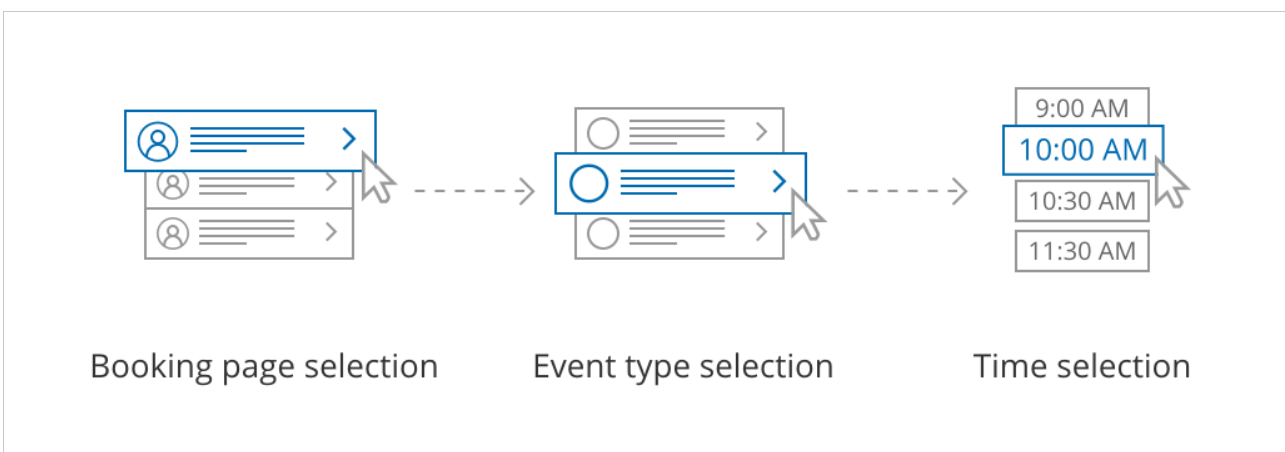 9:00 AM
10:00 AM
10:30 AM
11:30 AM
Booking page selection
Event type selection
Time selection